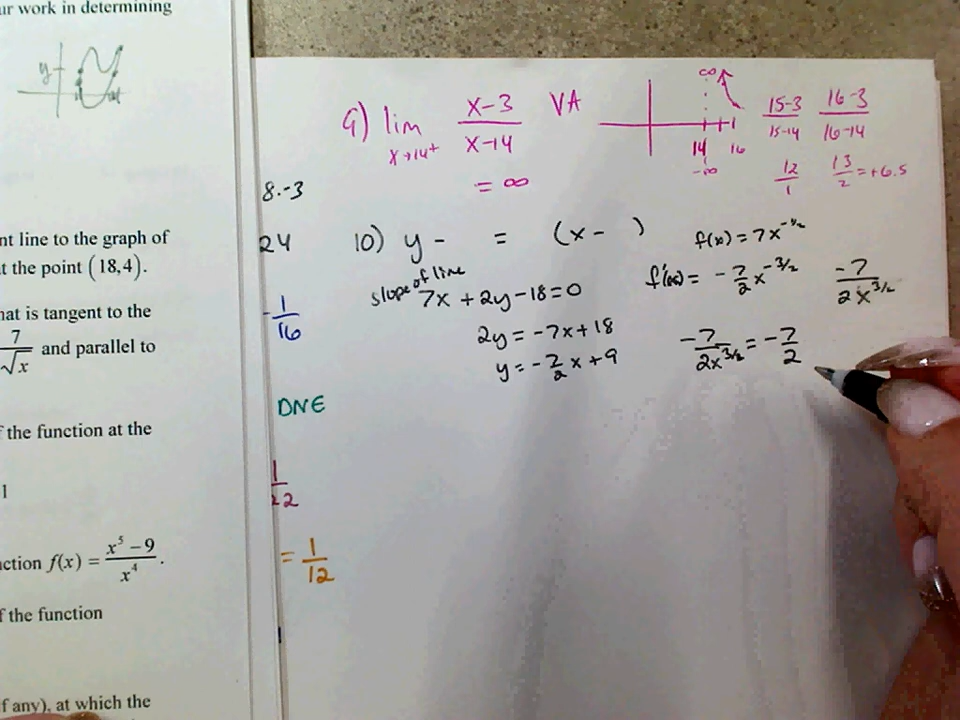 ur work in determining
y
nt line to the graph of
t the point (18,4).
hat is tangent to the
7/√x and parallel to
f the function at the
1
nction f(x) = (x^5 − 9)/x^4.
f the function
f any), at which the
8.-3
24
-1/16
DNE
1/22
= 1/12
9) lim x→14+ (x-3)/(x-14) VA
= ∞
∞
14 16
-∞
(15-3)/(15-14) (16-3)/(16-14)
12/1 13/2 = +6.5
10) y - = (x - )
slope of line
7x + 2y - 18 = 0
2y = -7x + 18
y = -7/2 x + 9
f(x) = 7x^(-1/2)
f'(x) = -7/2 x^(-3/2) -7/(2x^(3/2))
-7/(2x^(3/2)) = -7/2